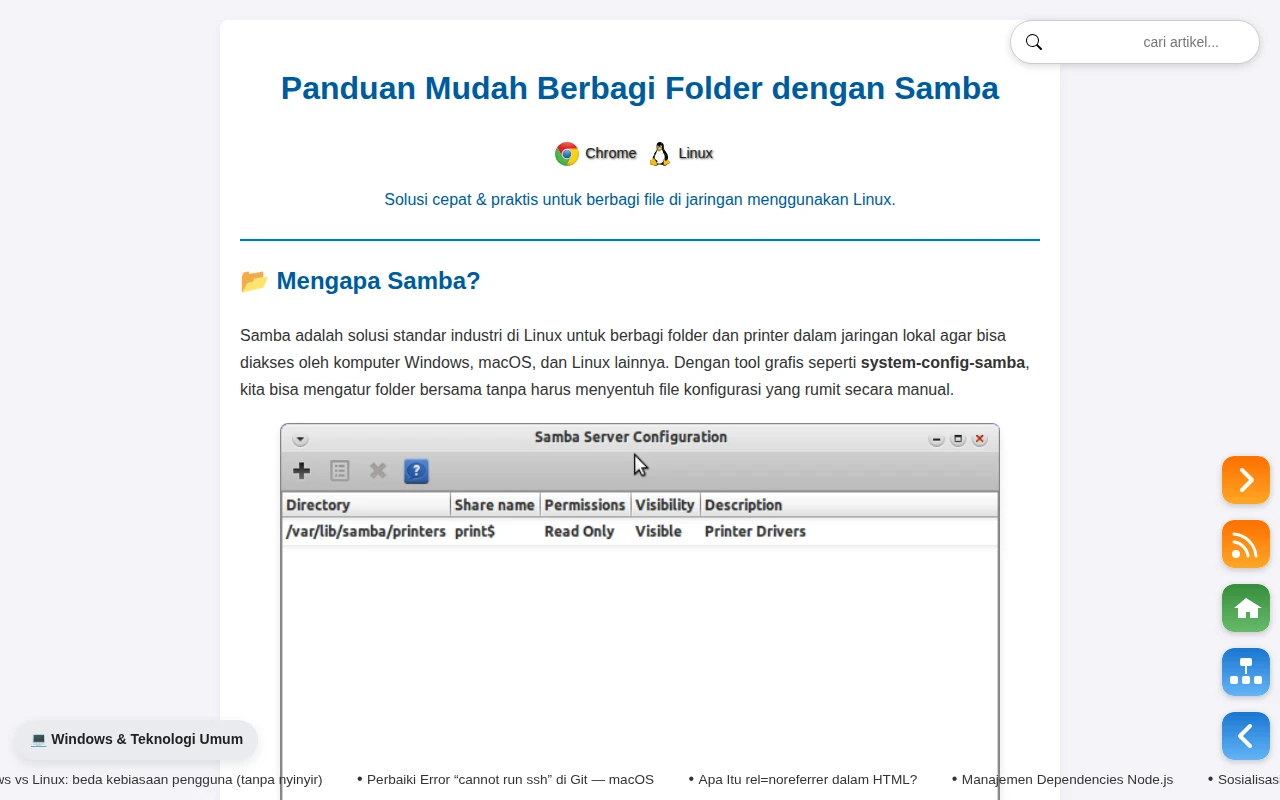 cari artikel...
Panduan Mudah Berbagi Folder dengan Samba
Chrome Linux
Solusi cepat & praktis untuk berbagi file di jaringan menggunakan Linux.
📂 Mengapa Samba?
Samba adalah solusi standar industri di Linux untuk berbagi folder dan printer dalam jaringan lokal agar bisa
diakses oleh komputer Windows, macOS, dan Linux lainnya. Dengan tool grafis seperti system-config-samba,
kita bisa mengatur folder bersama tanpa harus menyentuh file konfigurasi yang rumit secara manual.
Samba Server Configuration
Directory Share name Permissions Visibility Description
/var/lib/samba/printers print$ Read Only Visible Printer Drivers
💻 Windows & Teknologi Umum
vs Linux: beda kebiasaan pengguna (tanpa nyinyir) • Perbaiki Error “cannot run ssh” di Git — macOS • Apa Itu rel=noreferrer dalam HTML? • Manajemen Dependencies Node.js •